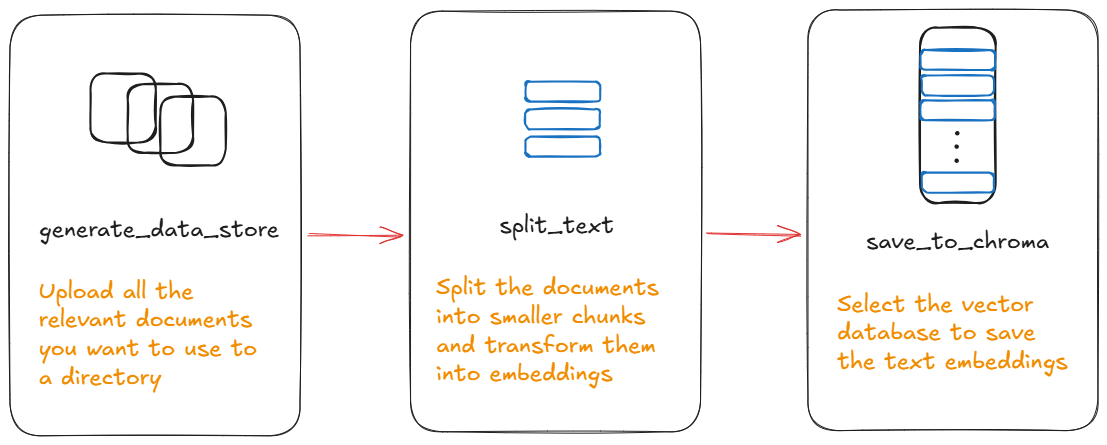 generate_data_store
Upload all the
relevant documents
you want to use to
a directory
split_text
Split the documents
into smaller chunks
and transform them
into embeddings
save_to_chroma
Select the vector
database to save
the text embeddings